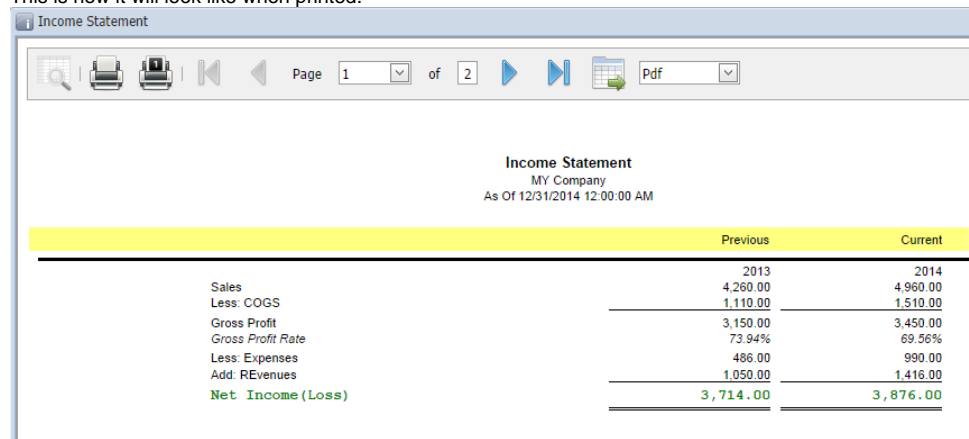 This is how it will look like when printed.
Income Statement
Page 1 of 2 Pdf
Income Statement
MY Company
As Of 12/31/2014 12:00:00 AM
Previous Current
2013 2014
Sales 4,260.00 4,960.00
Less: COGS 1,110.00 1,510.00
Gross Profit 3,150.00 3,450.00
Gross Profit Rate 73.94% 69.56%
Less: Expenses 486.00 990.00
Add: REvenues 1,050.00 1,416.00
Net Income(Loss) 3,714.00 3,876.00